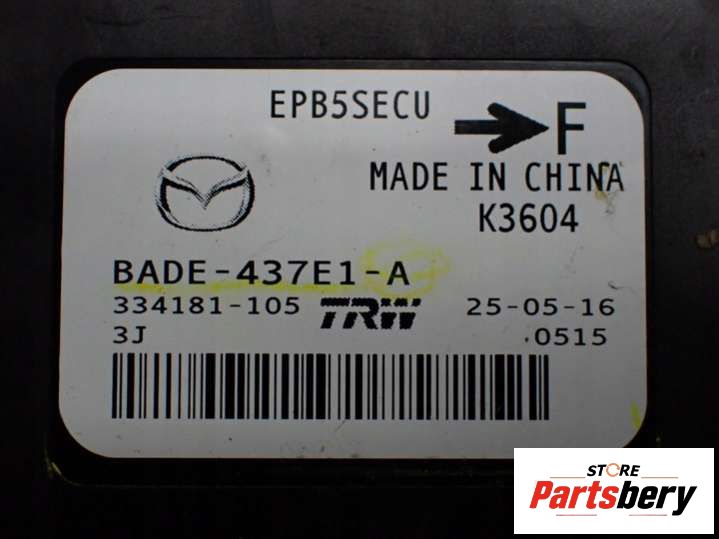 EPB5SECU
F
MADE IN CHINA
K3604
BADE-437E1-A
334181-105
TRW
25-05-16
3J
0515
STORE
Partsbery